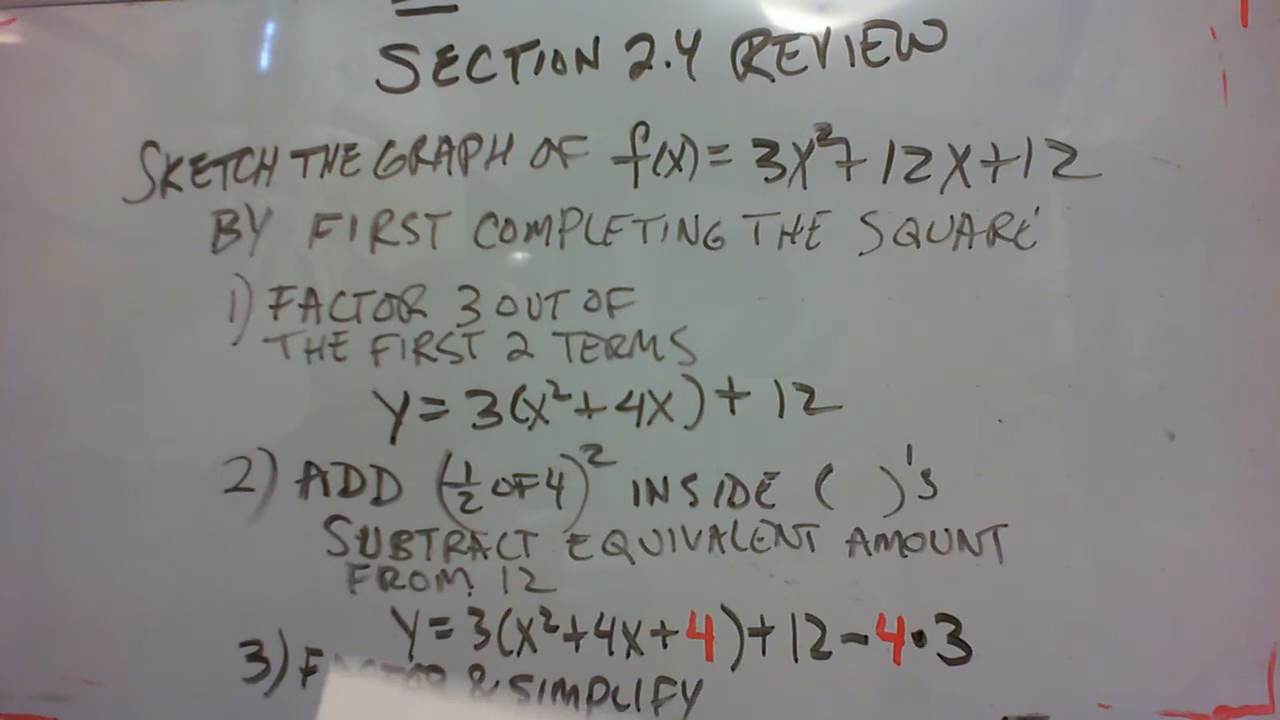 SECTION 2.4 REVIEW
SKETCH THE GRAPH OF f(x) = 3x²+12x+12
BY FIRST COMPLETING THE SQUARE
1) FACTOR 3 OUT OF
THE FIRST 2 TERMS
y = 3(x²+4x)+12
2) ADD (½ OF 4)² INSIDE ( )'s
SUBTRACT EQUIVALENT AMOUNT
FROM 12
y = 3(x²+4x+4)+12-4•3
3) & SIMPLIFY